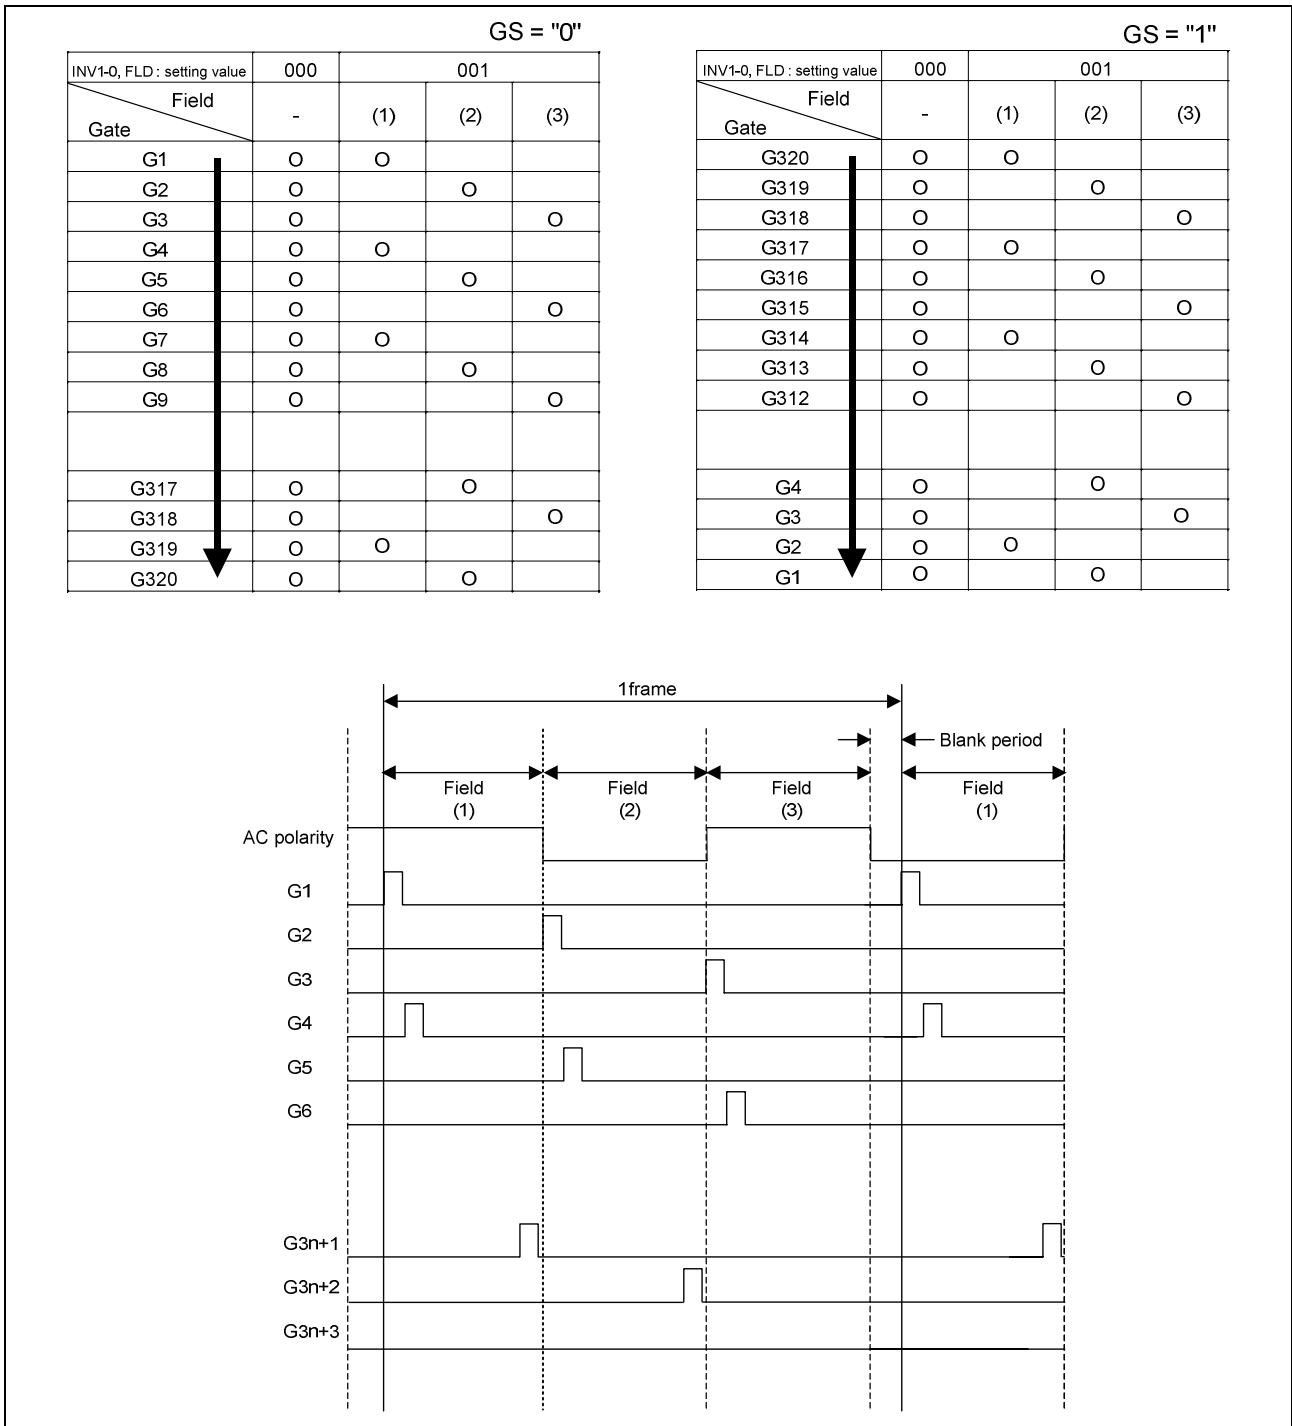 GS = "0"
INV1-0, FLD : setting value 000 001
Field
Gate - (1) (2) (3)
G1 O O
G2 O O
G3 O O
G4 O O
G5 O O
G6 O O
G7 O O
G8 O O
G9 O O
G317 O O
G318 O O
G319 O O
G320 O O
GS = "1"
INV1-0, FLD : setting value 000 001
Field
Gate - (1) (2) (3)
G320 O O
G319 O O
G318 O O
G317 O O
G316 O O
G315 O O
G314 O O
G313 O O
G312 O O
G4 O O
G3 O O
G2 O O
G1 O O
1frame
Blank period
Field (1)
Field (2)
Field (3)
Field (1)
AC polarity
G1
G2
G3
G4
G5
G6
G3n+1
G3n+2
G3n+3